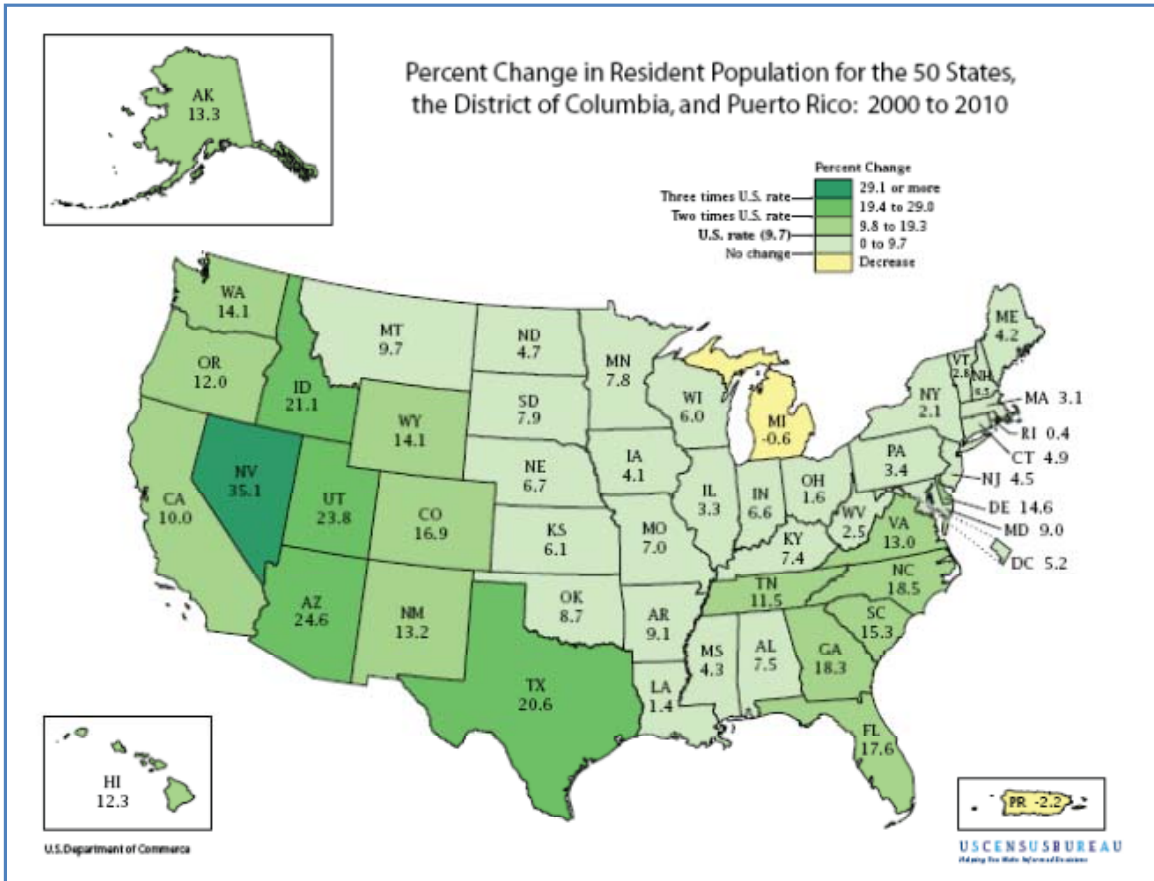 Percent Change in Resident Population for the 50 States,
the District of Columbia, and Puerto Rico: 2000 to 2010
AK
13.3
Percent Change
Three times U.S. rate
29.1 or more
Two times U.S. rate
19.4 to 29.0
U.S. rate (9.7)
9.8 to 19.3
No change
0 to 9.7
Decrease
WA
14.1
MT
9.7
ND
4.7
MN
7.8
ME
4.2
OR
12.0
ID
21.1
SD
7.9
WI
6.0
MI
-0.6
VT
2.8
NH
NY
2.1
MA 3.1
RI 0.4
CT 4.9
NJ 4.5
DE 14.6
MD 9.0
DC 5.2
WY
14.1
NE
6.7
IA
4.1
PA
3.4
NV
35.1
CA
10.0
UT
23.8
CO
16.9
KS
6.1
MO
7.0
IL
3.3
IN
6.6
OH
1.6
WV
2.5
KY
7.4
VA
13.0
NC
18.5
TN
11.5
SC
15.3
AZ
24.6
NM
13.2
OK
8.7
AR
9.1
MS
4.3
AL
7.5
GA
18.3
TX
20.6
LA
1.4
FL
17.6
HI
12.3
PR -2.2
U.S. Department of Commerce
USCENSUSBUREAU
Helping You Make Informed Decisions